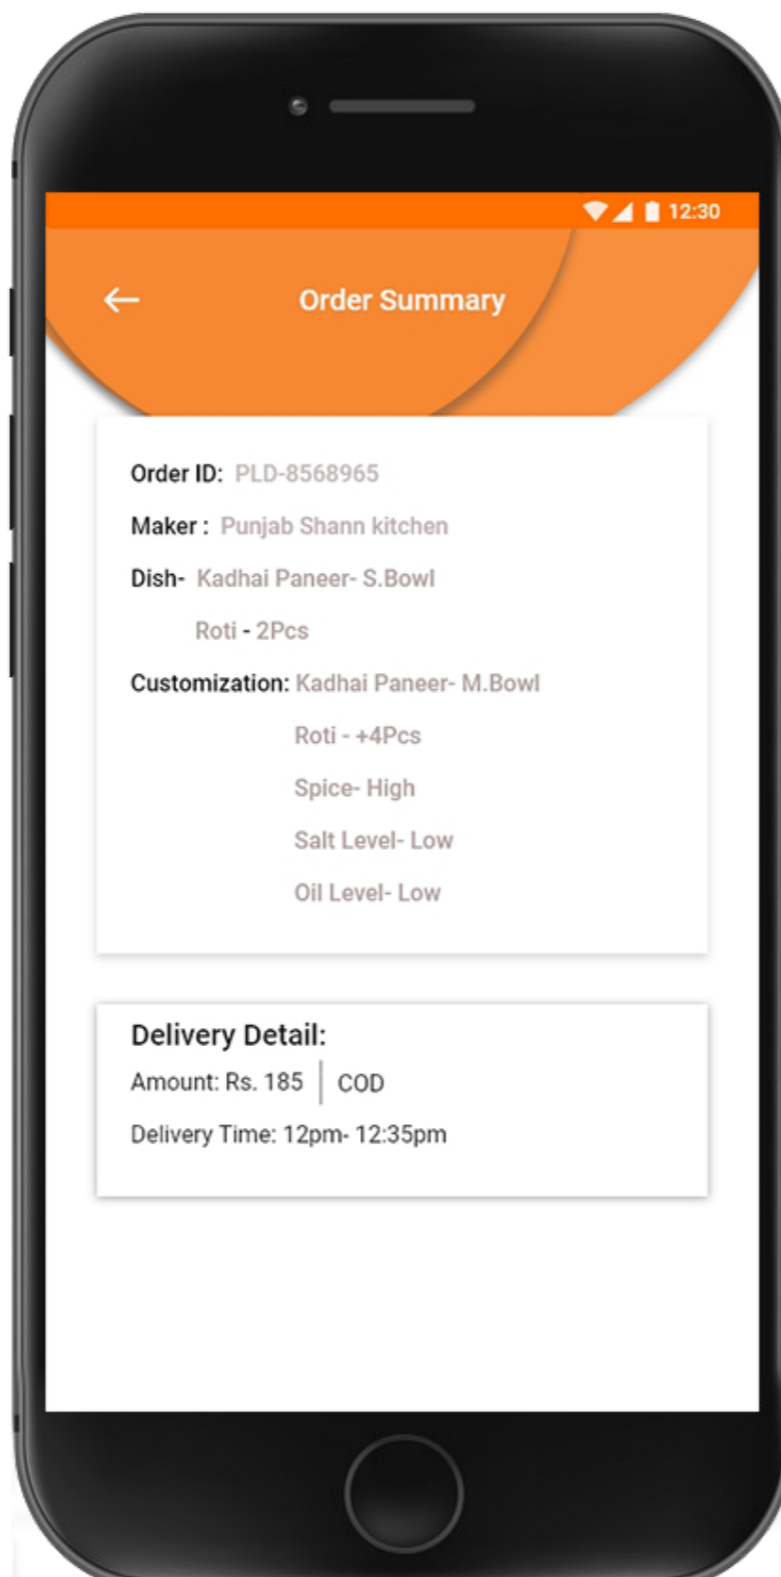 12:30
Order Summary
Order ID: PLD-8568965
Maker : Punjab Shann kitchen
Dish- Kadhai Paneer- S.Bowl
Roti - 2Pcs
Customization: Kadhai Paneer- M.Bowl
Roti - +4Pcs
Spice- High
Salt Level- Low
Oil Level- Low
Delivery Detail:
Amount: Rs. 185 | COD
Delivery Time: 12pm- 12:35pm